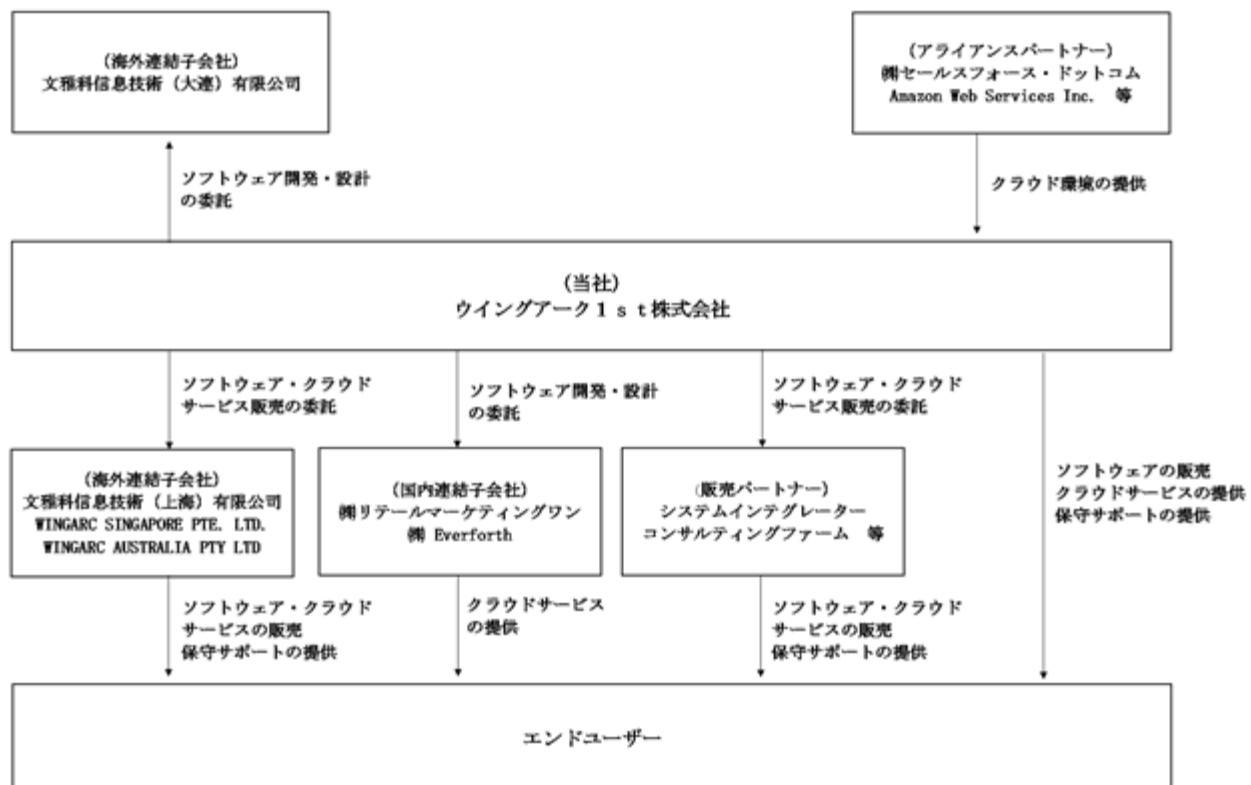 (海外連結子会社)
文雅科信息技術（大連）有限公司
(アライアンスパートナー)
㈱セールスフォース・ドットコム
Amazon Web Services Inc.　等
ソフトウェア開発・設計
の委託
クラウド環境の提供
(当社)
ウイングアーク１ｓｔ株式会社
ソフトウェア・クラウド
サービス販売の委託
ソフトウェア開発・設計
の委託
ソフトウェア・クラウド
サービス販売の委託
(海外連結子会社)
文雅科信息技術（上海）有限公司
WINGARC SINGAPORE PTE. LTD.
WINGARC AUSTRALIA PTY LTD
(国内連結子会社)
㈱リテールマーケティングワン
㈱ Everforth
(販売パートナー)
システムインテグレーター
コンサルティングファーム　等
ソフトウェアの販売
クラウドサービスの提供
保守サポートの提供
ソフトウェア・クラウド
サービスの販売
保守サポートの提供
クラウドサービス
の提供
ソフトウェア・クラウド
サービスの販売
保守サポートの提供
エンドユーザー